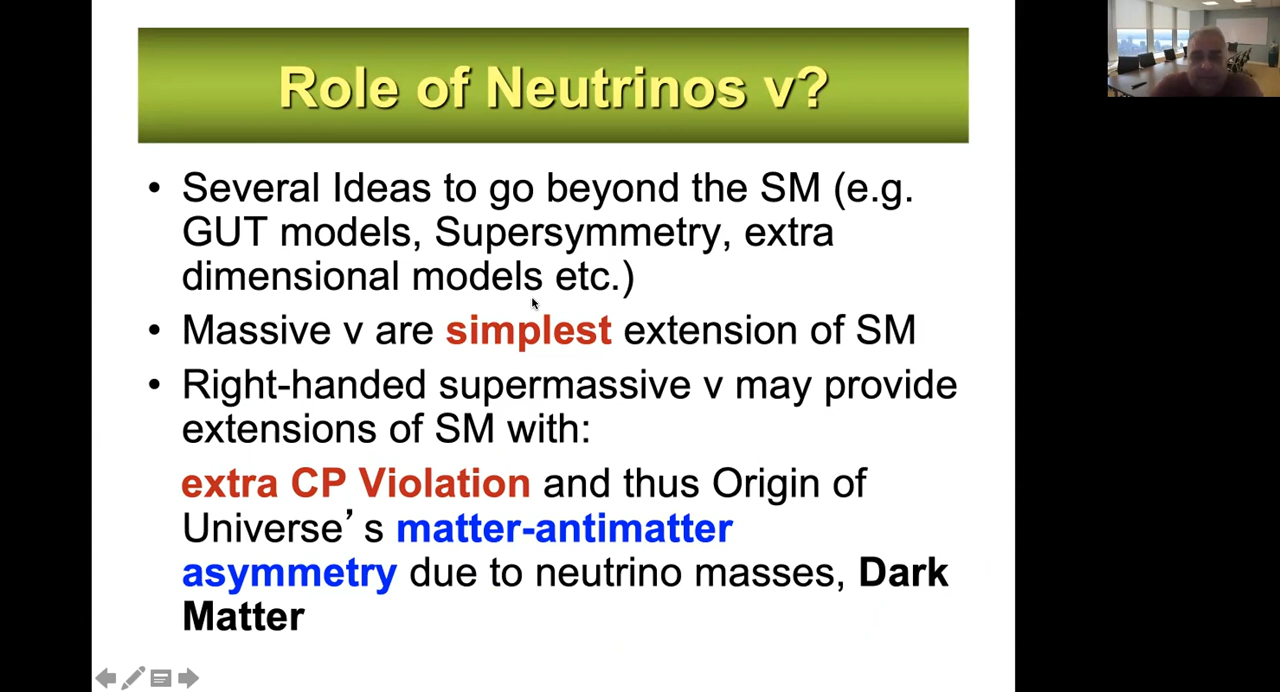 Role of Neutrinos ν?
• Several Ideas to go beyond the SM (e.g.
GUT models, Supersymmetry, extra
dimensional models etc.)
• Massive ν are simplest extension of SM
• Right-handed supermassive ν may provide
extensions of SM with:
extra CP Violation and thus Origin of
Universe’s matter-antimatter
asymmetry due to neutrino masses, Dark
Matter